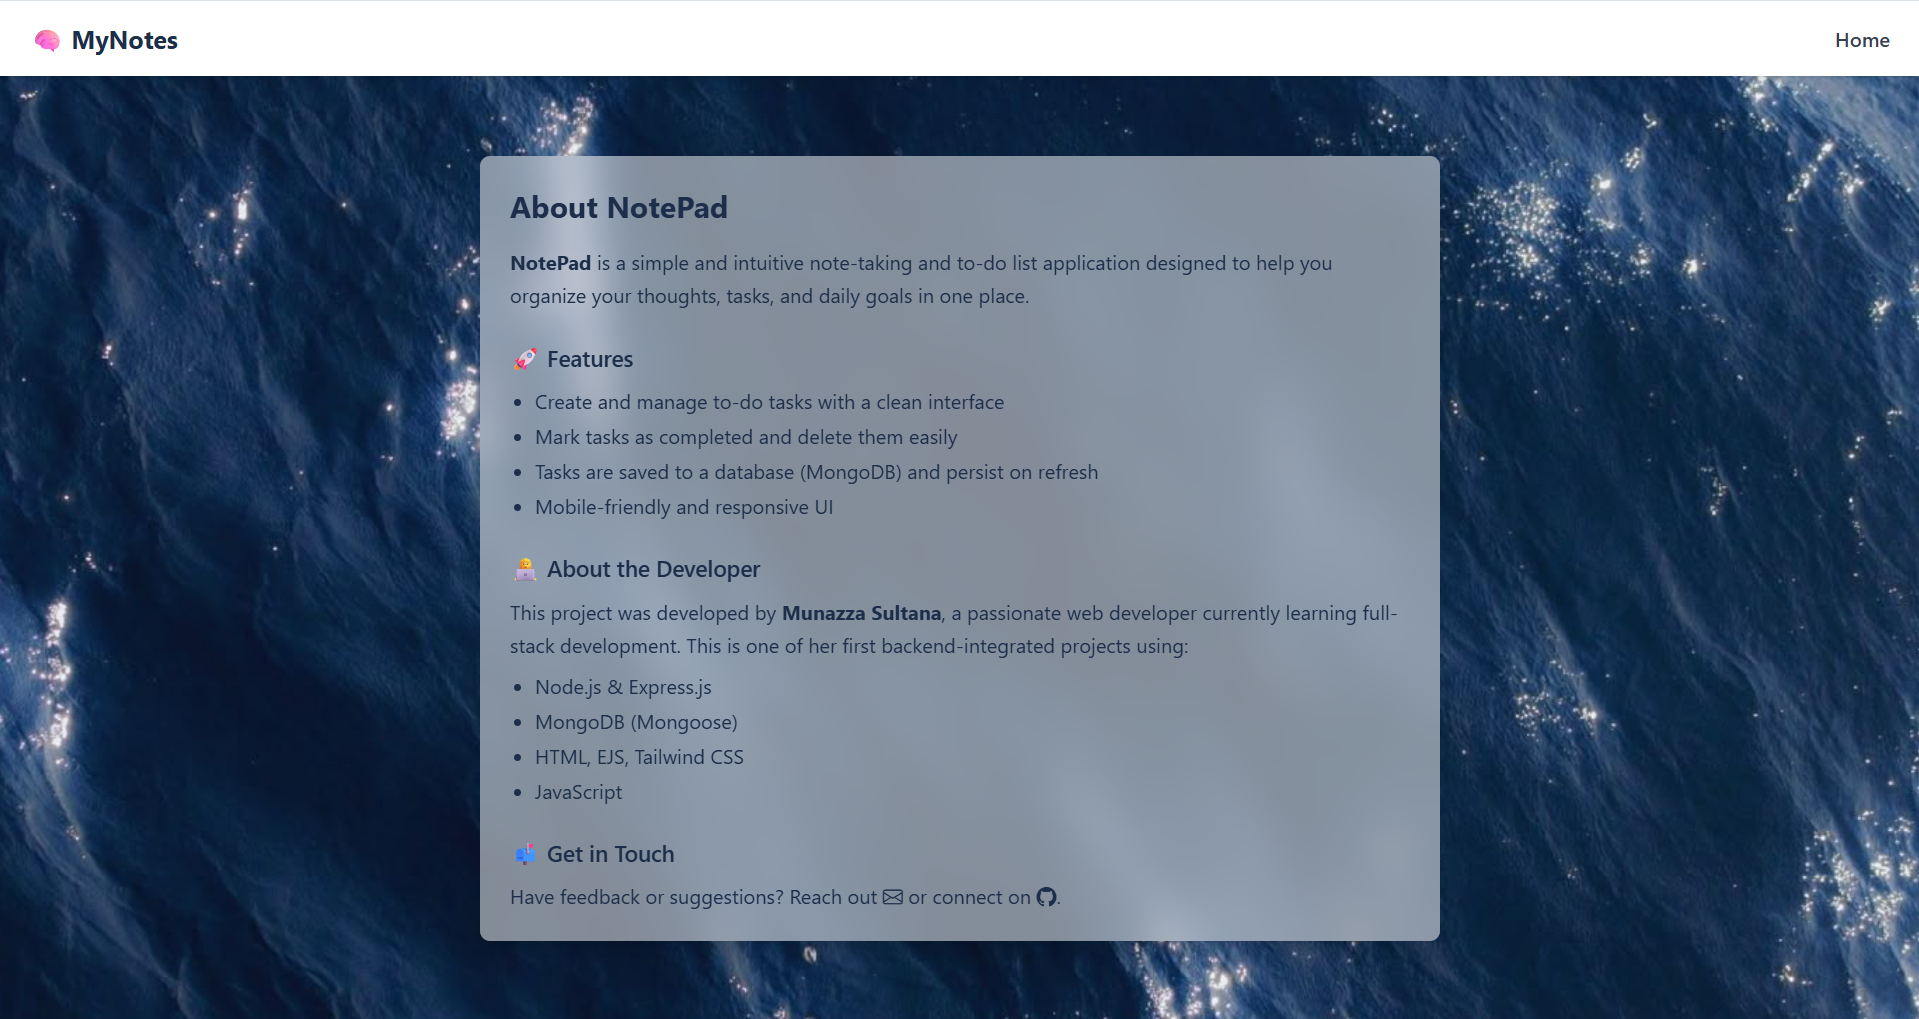 🧠 MyNotes
Home
About NotePad
NotePad is a simple and intuitive note-taking and to-do list application designed to help you
organize your thoughts, tasks, and daily goals in one place.
🚀 Features
• Create and manage to-do tasks with a clean interface
• Mark tasks as completed and delete them easily
• Tasks are saved to a database (MongoDB) and persist on refresh
• Mobile-friendly and responsive UI
👩‍💻 About the Developer
This project was developed by Munazza Sultana, a passionate web developer currently learning full-
stack development. This is one of her first backend-integrated projects using:
• Node.js & Express.js
• MongoDB (Mongoose)
• HTML, EJS, Tailwind CSS
• JavaScript
📬 Get in Touch
Have feedback or suggestions? Reach out or connect on .